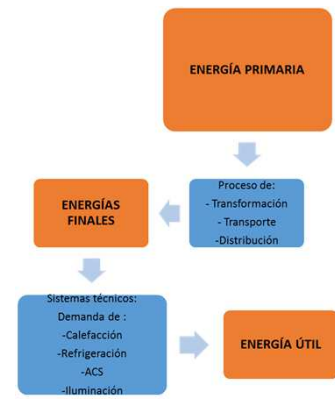 ENERGÍA PRIMARIA
Proceso de:
- Transformación
- Transporte
-Distribución
ENERGÍAS
FINALES
Sistemas técnicos:
Demanda de :
-Calefacción
-Refrigeración
-ACS
-Iluminación
ENERGÍA ÚTIL